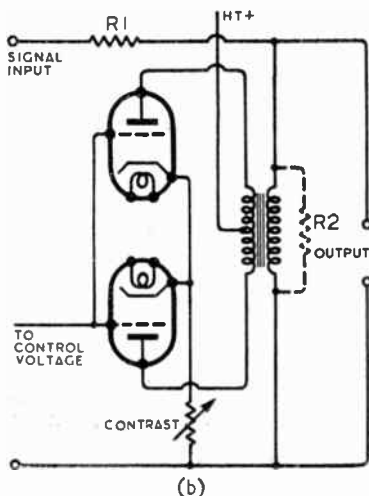 R1
HT+
SIGNAL
INPUT
R2
OUTPUT
TO
CONTROL
VOLTAGE
CONTRAST
(b)